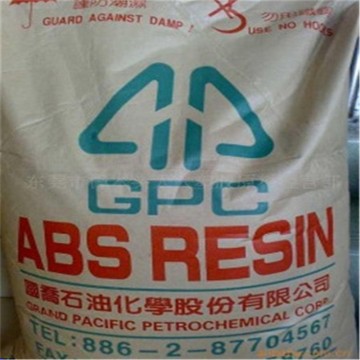 GUARD AGAINST DAMP!
USE NO HOOKS
GPC
ABS RESIN
國喬石油化學股份有限公司
GRAND PACIFIC PETROCHEMICAL CORP.
TEL: 886-2-87704567